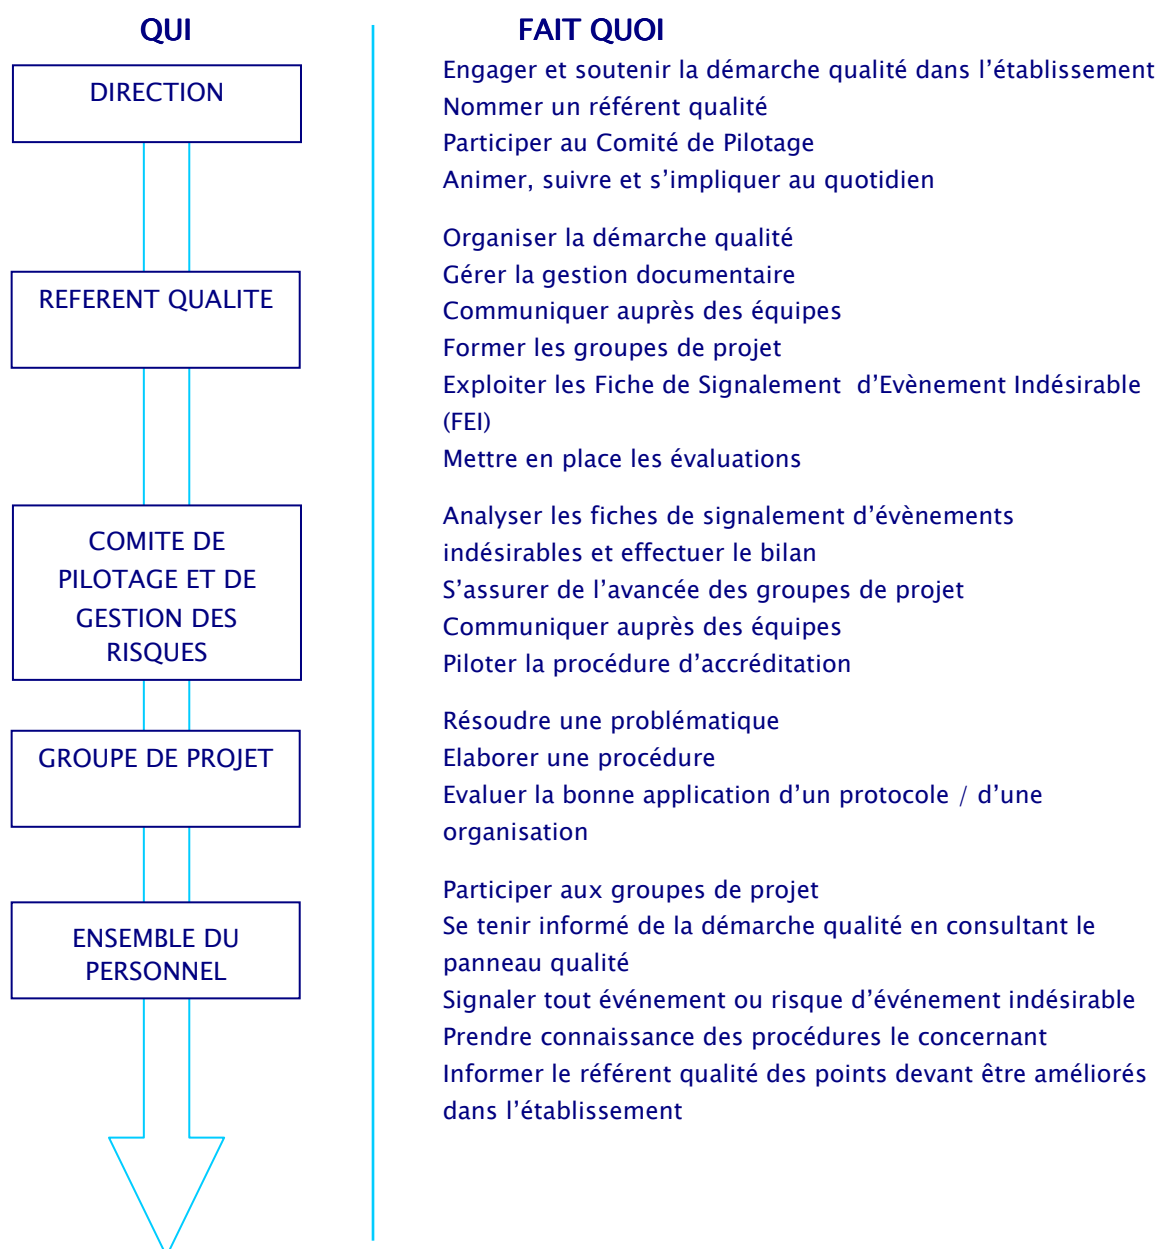 QUI
FAIT QUOI
DIRECTION
Engager et soutenir la démarche qualité dans l’établissement
Nommer un référent qualité
Participer au Comité de Pilotage
Animer, suivre et s’impliquer au quotidien
REFERENT QUALITE
Organiser la démarche qualité
Gérer la gestion documentaire
Communiquer auprès des équipes
Former les groupes de projet
Exploiter les Fiche de Signalement  d’Evènement Indésirable
(FEI)
Mettre en place les évaluations
COMITE DE
PILOTAGE ET DE
GESTION DES
RISQUES
Analyser les fiches de signalement d’évènements
indésirables et effectuer le bilan
S’assurer de l’avancée des groupes de projet
Communiquer auprès des équipes
Piloter la procédure d’accréditation
GROUPE DE PROJET
Résoudre une problématique
Elaborer une procédure
Evaluer la bonne application d’un protocole / d’une
organisation
ENSEMBLE DU
PERSONNEL
Participer aux groupes de projet
Se tenir informé de la démarche qualité en consultant le
panneau qualité
Signaler tout événement ou risque d’événement indésirable
Prendre connaissance des procédures le concernant
Informer le référent qualité des points devant être améliorés
dans l’établissement